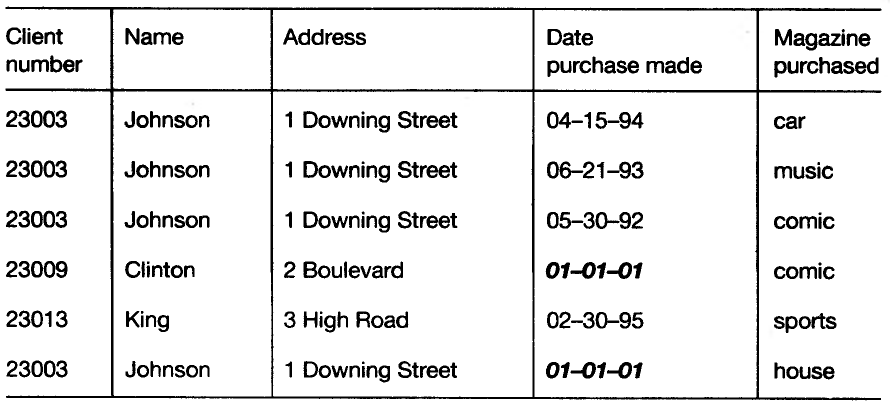 Client number | Name | Address | Date purchase made | Magazine purchased
23003 | Johnson | 1 Downing Street | 04–15–94 | car
23003 | Johnson | 1 Downing Street | 06–21–93 | music
23003 | Johnson | 1 Downing Street | 05–30–92 | comic
23009 | Clinton | 2 Boulevard | 01–01–01 | comic
23013 | King | 3 High Road | 02–30–95 | sports
23003 | Johnson | 1 Downing Street | 01–01–01 | house